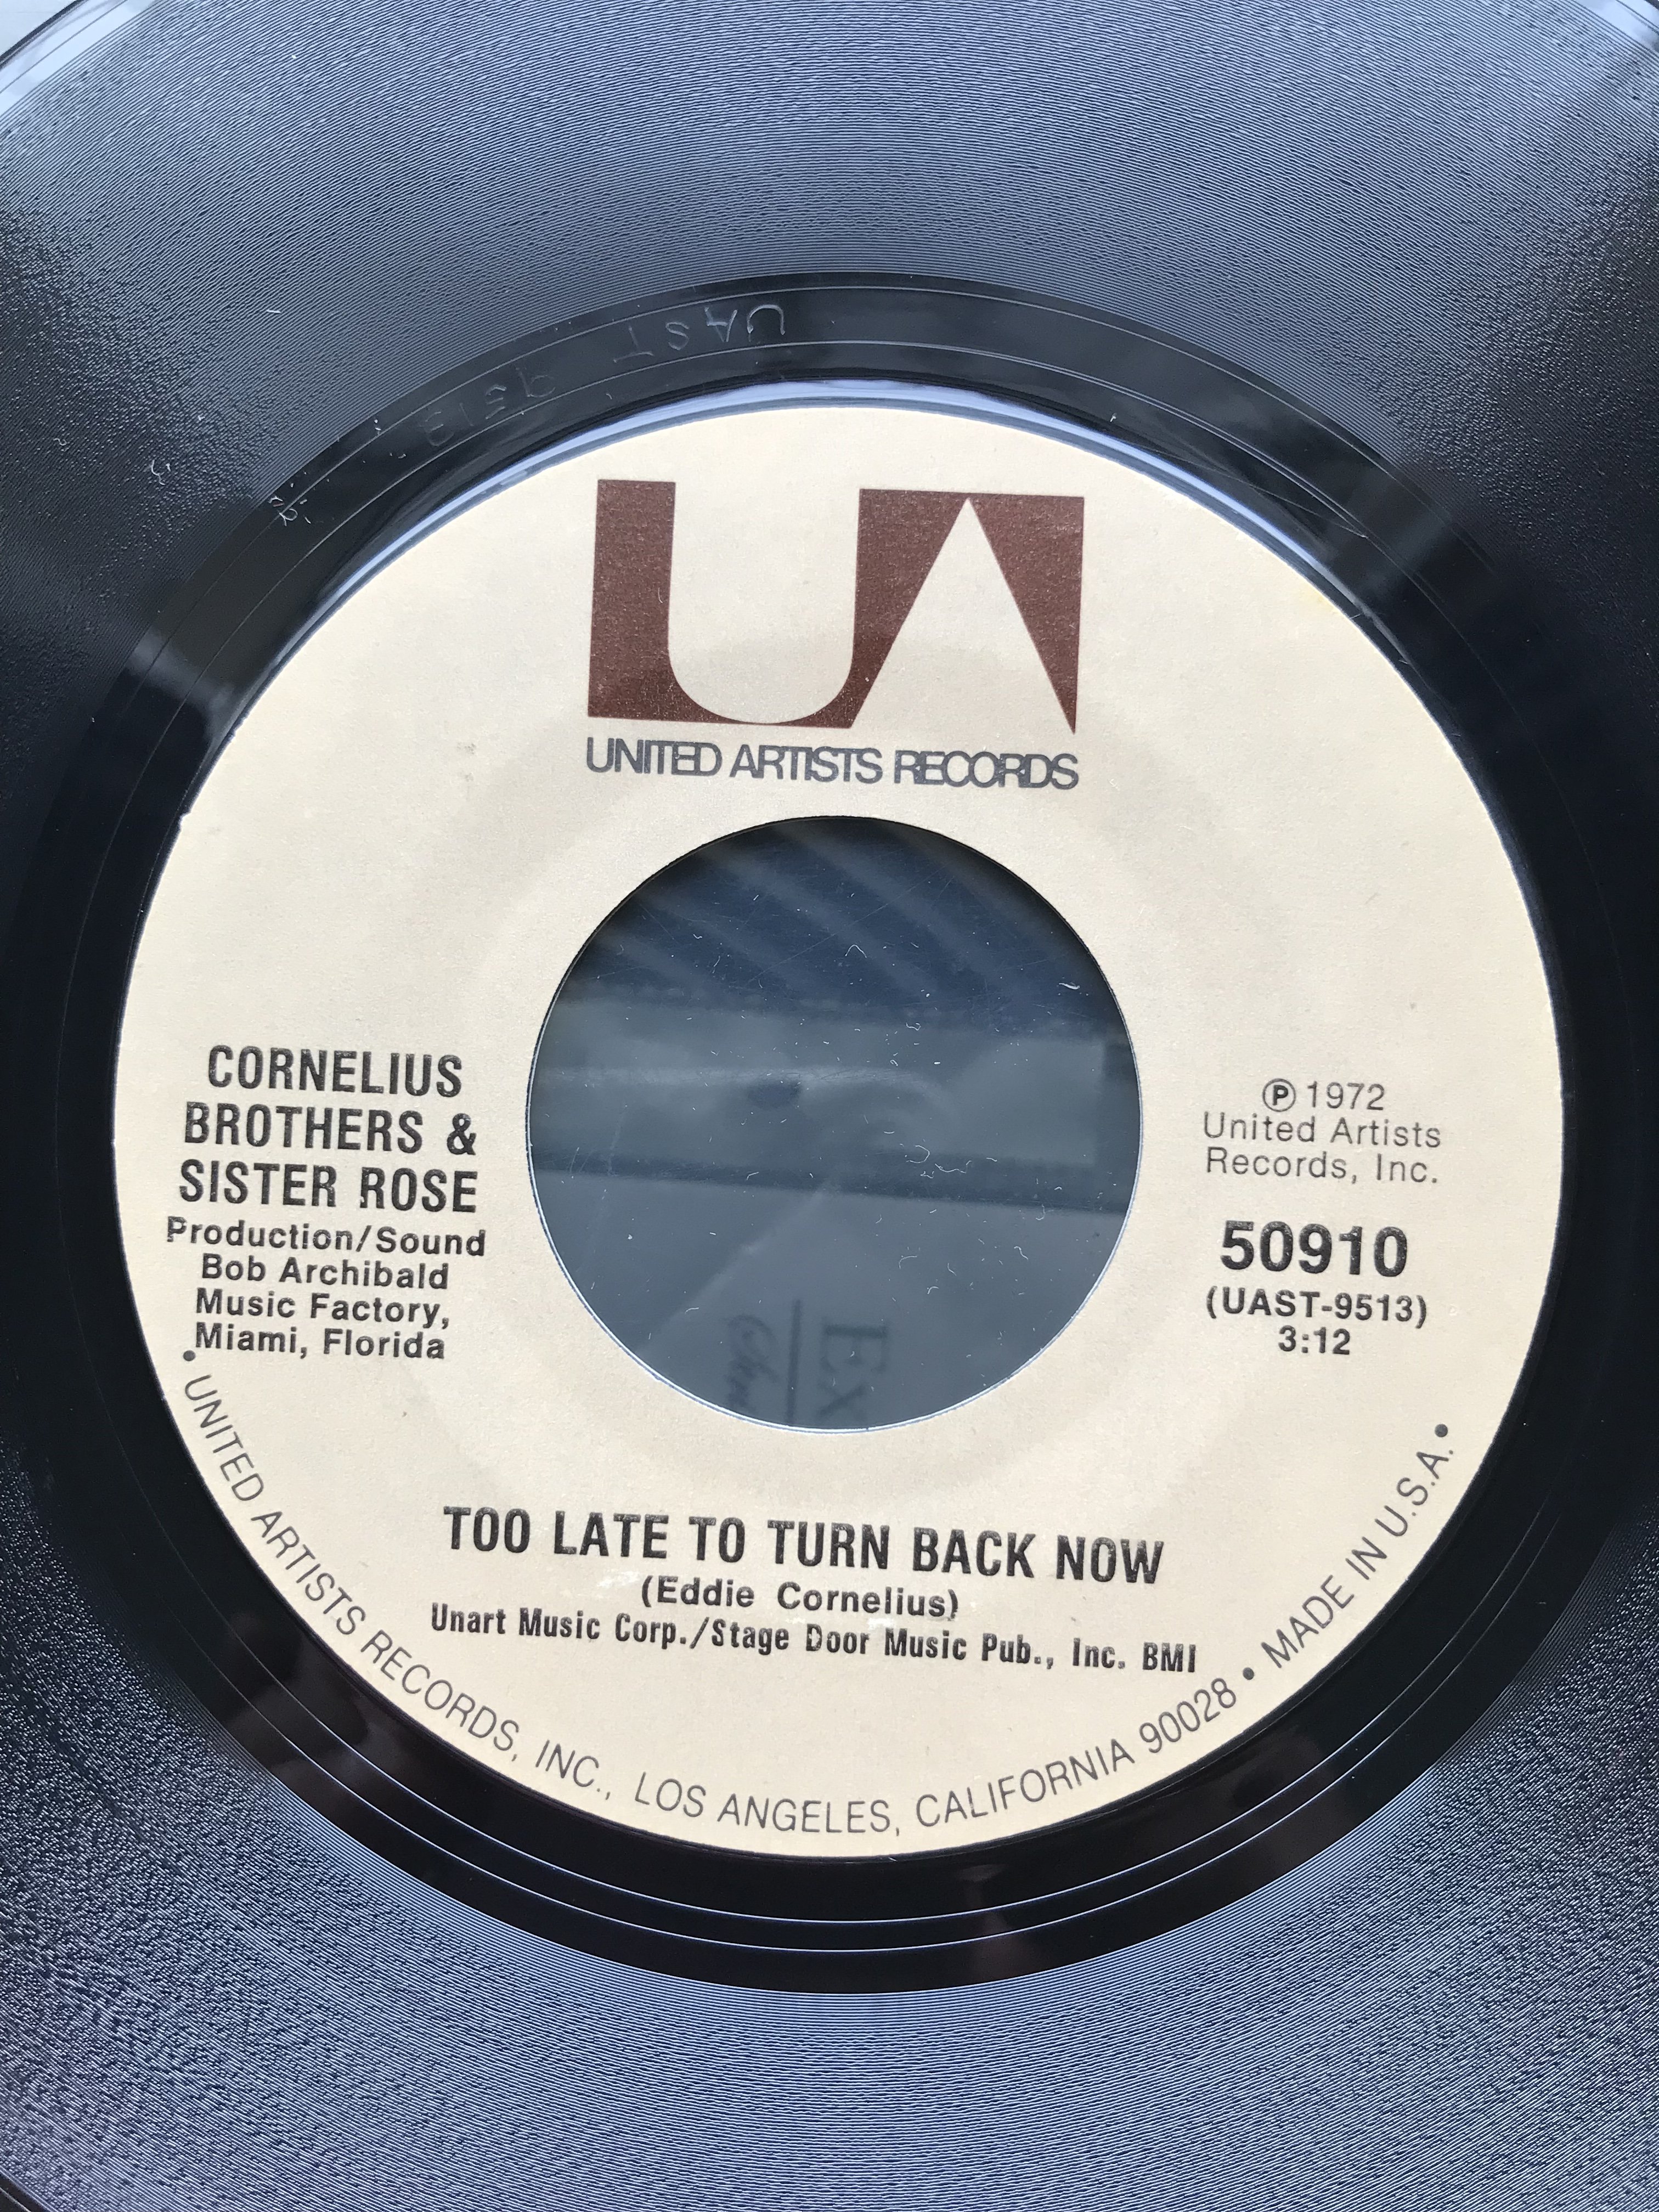 UAST 9513
UA
UNITED ARTISTS RECORDS
CORNELIUS
BROTHERS &
SISTER ROSE
Production/Sound
Bob Archibald
Music Factory,
Miami, Florida
℗ 1972
United Artists
Records, Inc.
50910
(UAST-9513)
3:12
TOO LATE TO TURN BACK NOW
(Eddie Cornelius)
Unart Music Corp./Stage Door Music Pub., Inc. BMI
• UNITED ARTISTS RECORDS, INC., LOS ANGELES, CALIFORNIA 90028 • MADE IN U.S.A. •